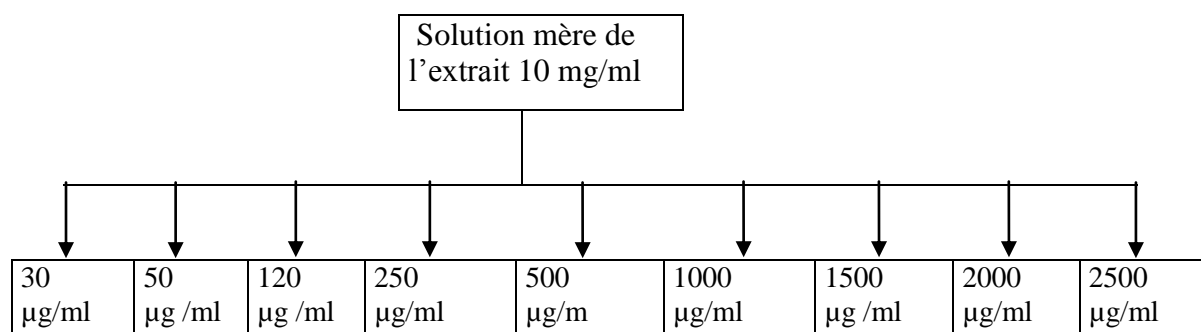 Solution mère de
l’extrait 10 mg/ml
30
µg/ml
50
µg /ml
120
µg /ml
250
µg/ml
500
µg/m
1000
µg/ml
1500
µg /ml
2000
µg/ml
2500
µg/ml